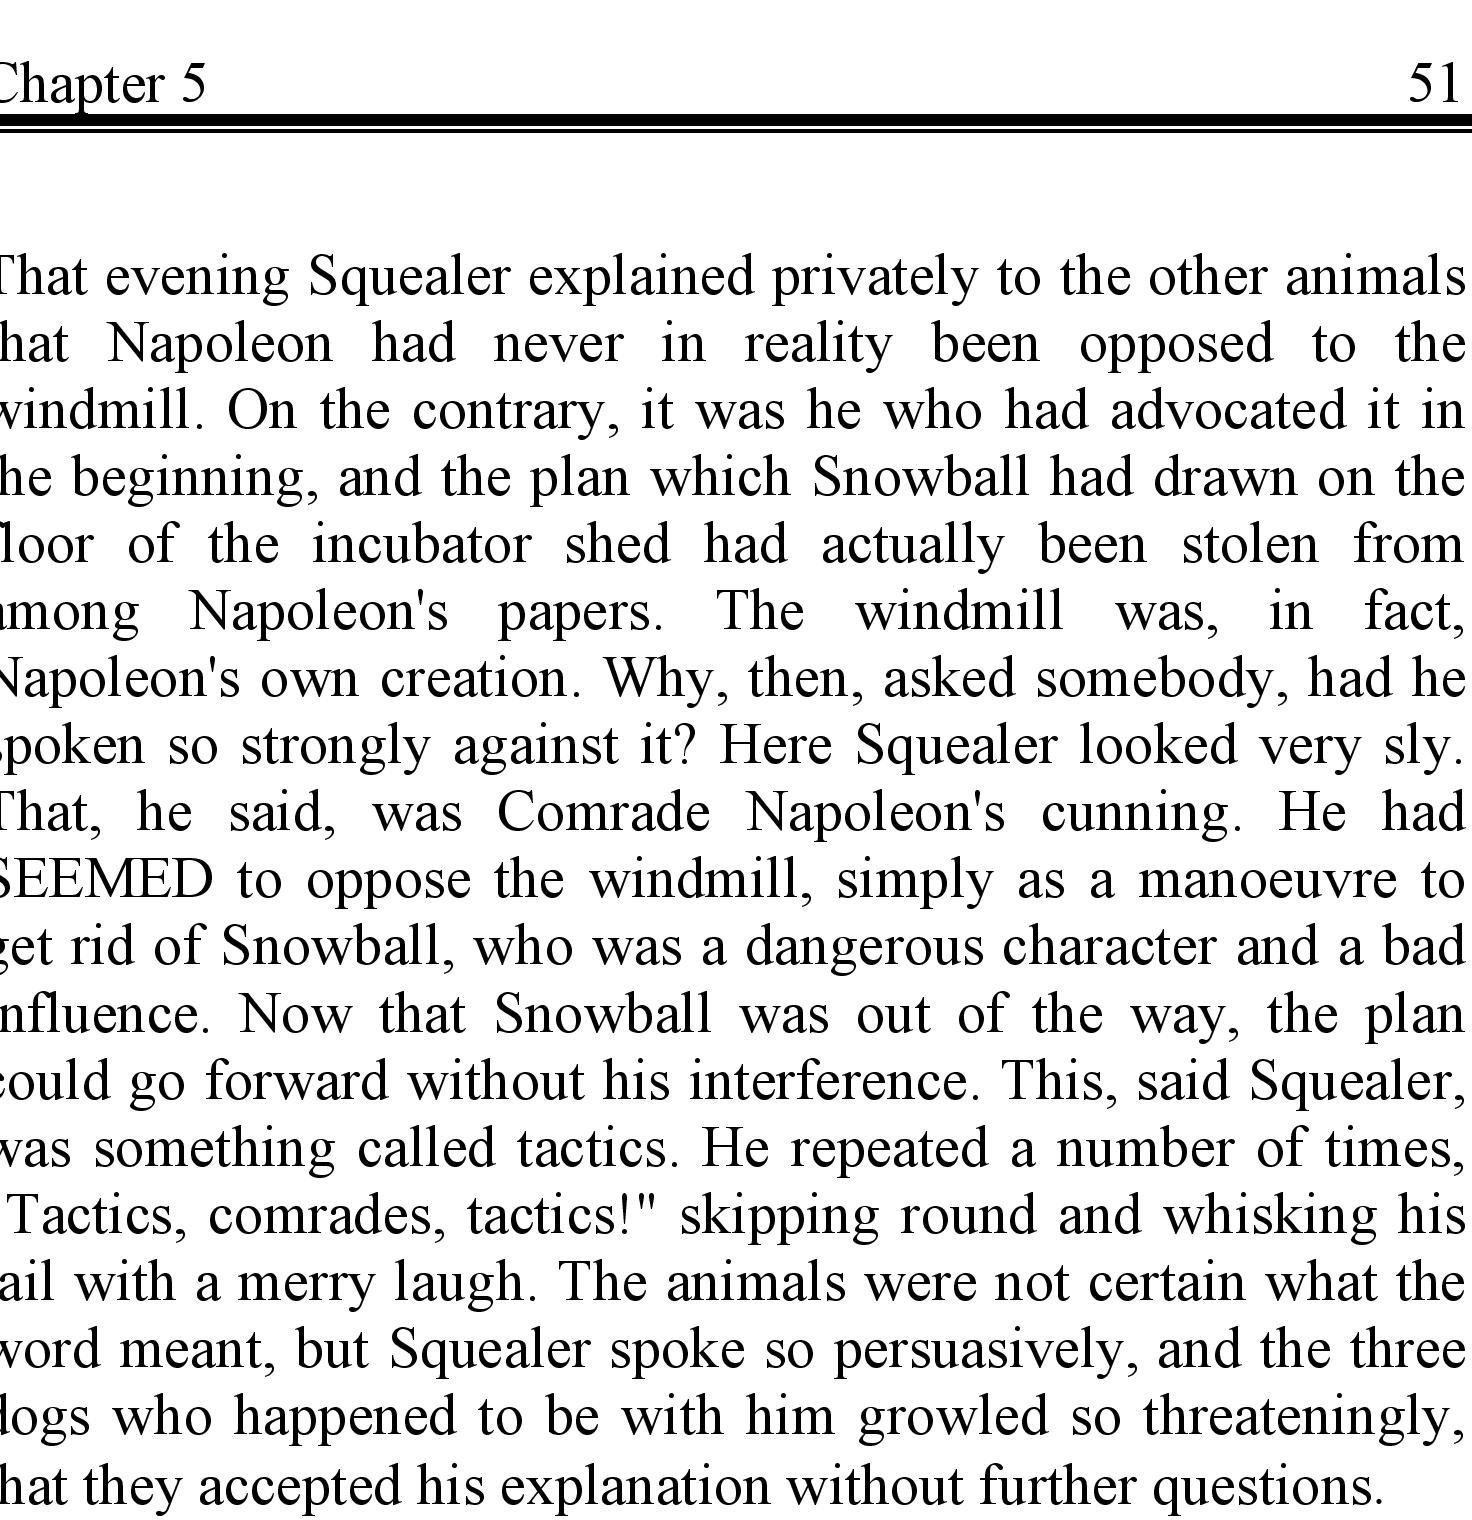 Chapter 5 51
That evening Squealer explained privately to the other animals
that Napoleon had never in reality been opposed to the
windmill. On the contrary, it was he who had advocated it in
the beginning, and the plan which Snowball had drawn on the
floor of the incubator shed had actually been stolen from
among Napoleon's papers. The windmill was, in fact,
Napoleon's own creation. Why, then, asked somebody, had he
spoken so strongly against it? Here Squealer looked very sly.
That, he said, was Comrade Napoleon's cunning. He had
SEEMED to oppose the windmill, simply as a manoeuvre to
get rid of Snowball, who was a dangerous character and a bad
influence. Now that Snowball was out of the way, the plan
could go forward without his interference. This, said Squealer,
was something called tactics. He repeated a number of times,
"Tactics, comrades, tactics!" skipping round and whisking his
tail with a merry laugh. The animals were not certain what the
word meant, but Squealer spoke so persuasively, and the three
dogs who happened to be with him growled so threateningly,
that they accepted his explanation without further questions.